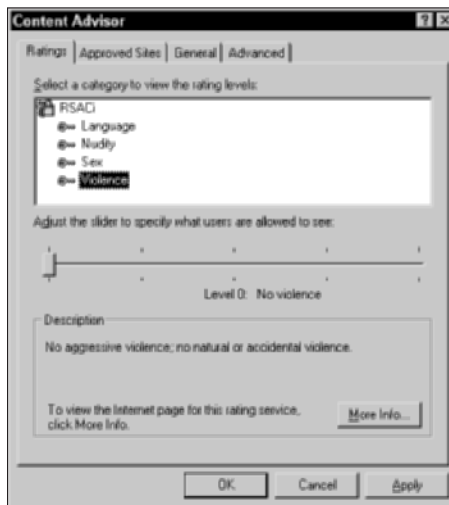 Content Advisor
Ratings Approved Sites General Advanced
Select a category to view the rating levels:
RSACi
Language
Nudity
Sex
Violence
Adjust the slider to specify what users are allowed to see:
Level 0: No violence
Description
No aggressive violence; no natural or accidental violence.
To view the Internet page for this rating service,
click More Info.
More Info...
OK Cancel Apply